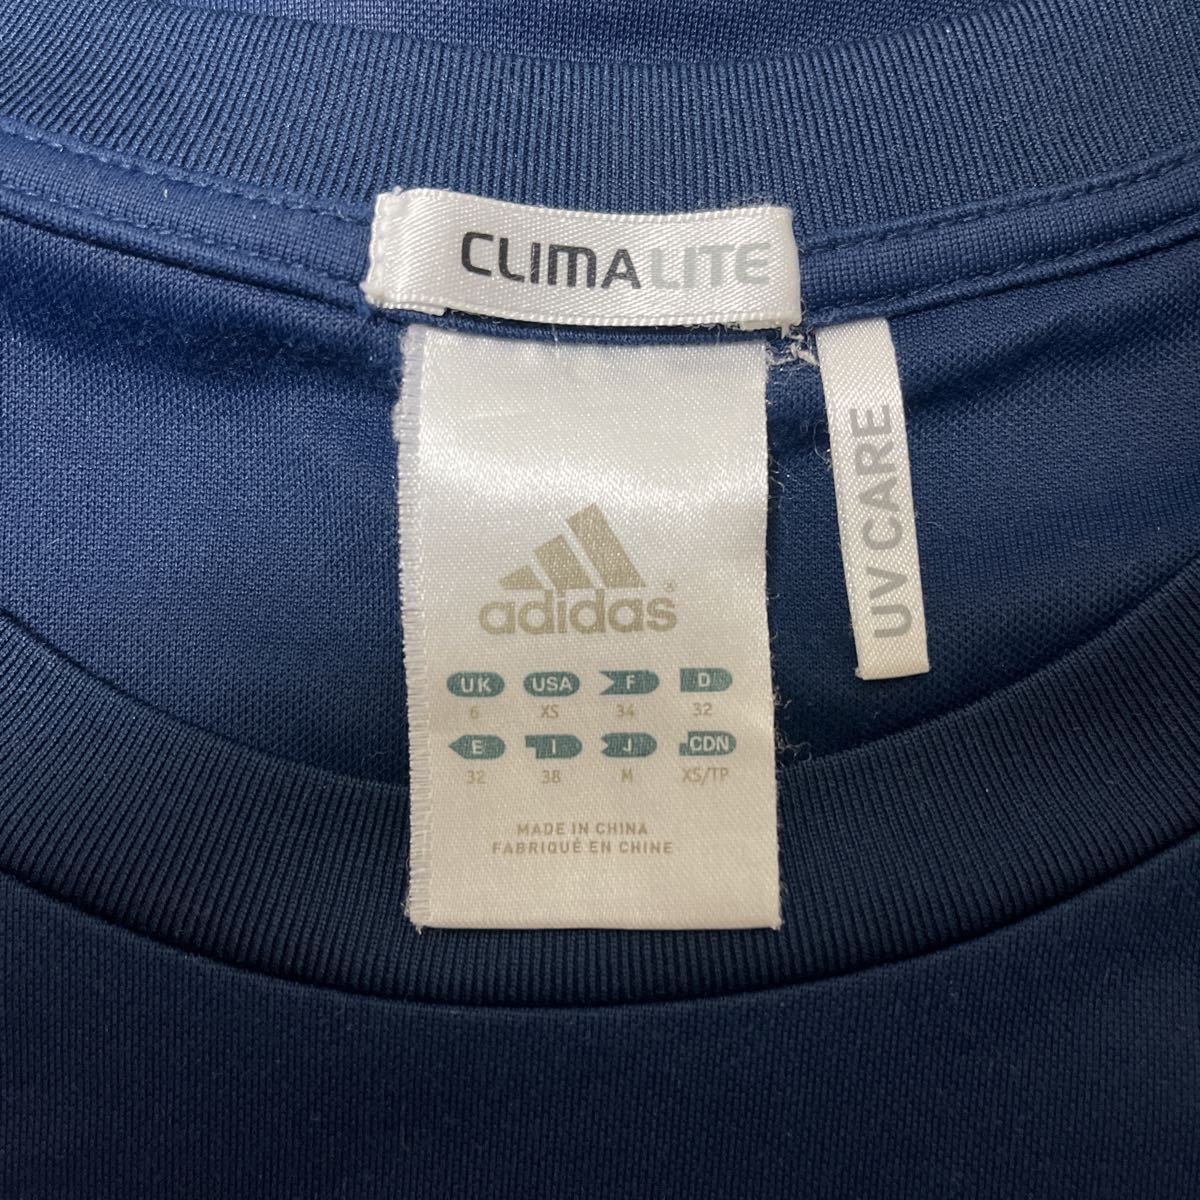 CLIMALITE
UV CARE
adidas
UK USA F D
6 XS 34 32
E I J CDN
32 38 M XS/TP
MADE IN CHINA
FABRIQUÉ EN CHINE